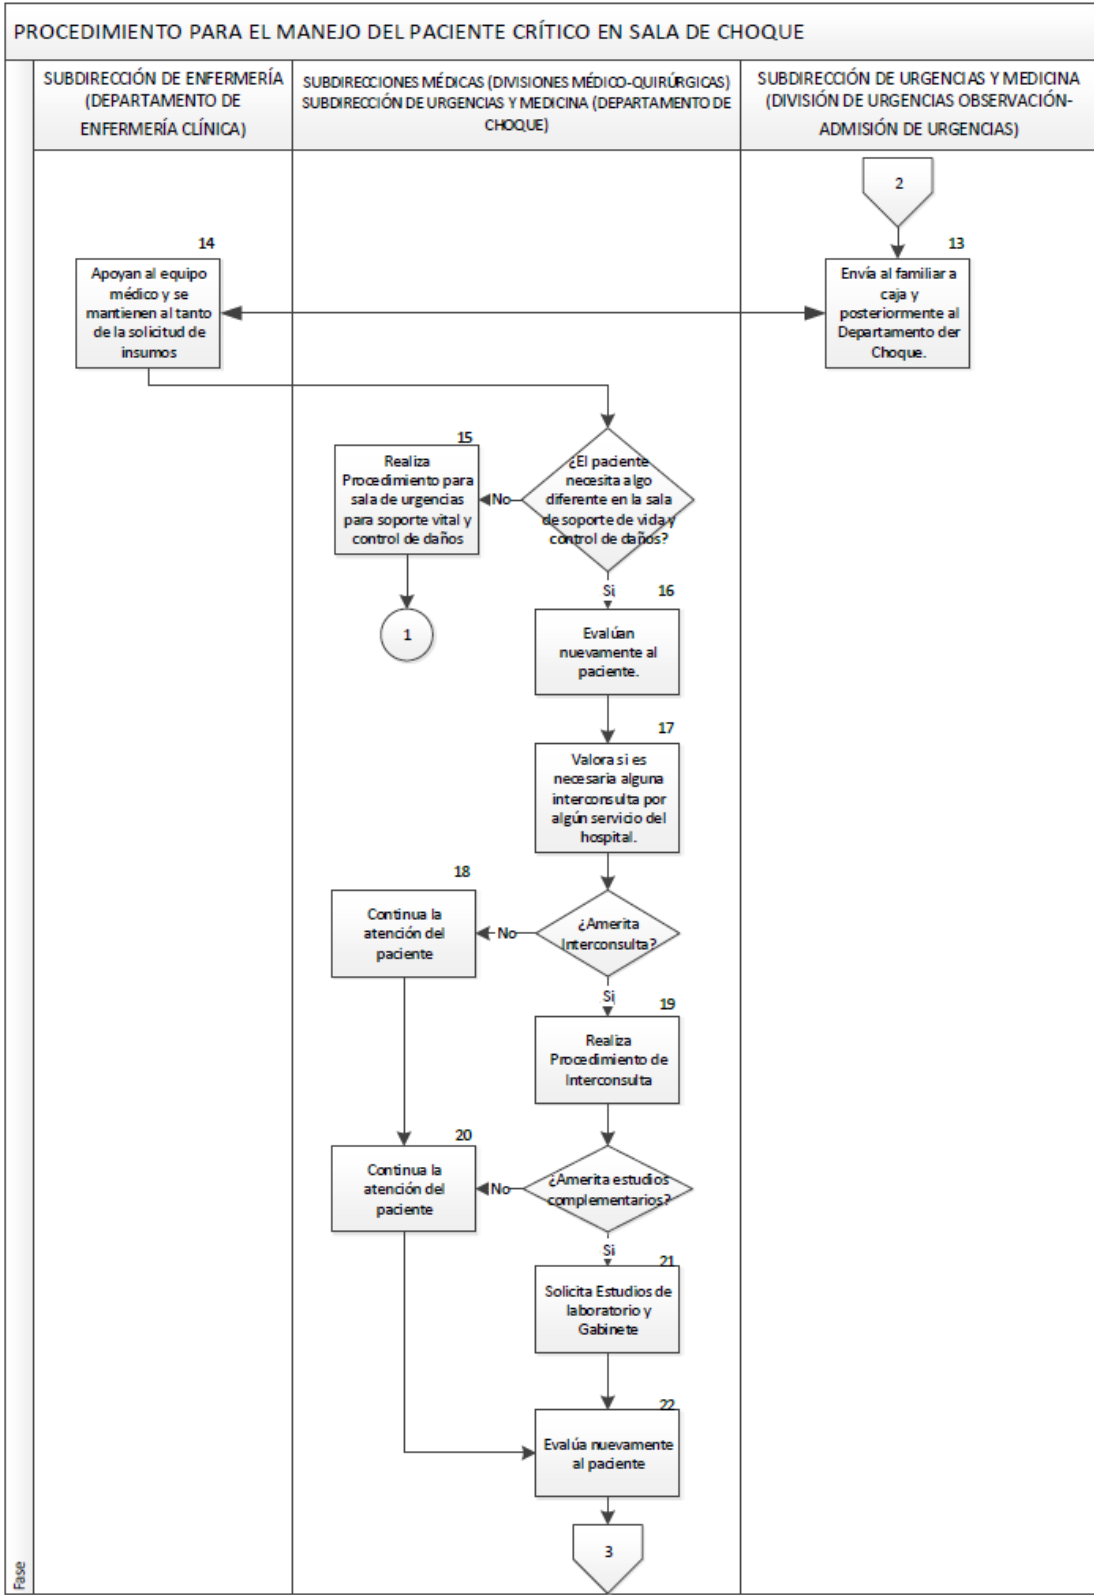 PROCEDIMIENTO PARA EL MANEJO DEL PACIENTE CRÍTICO EN SALA DE CHOQUE
SUBDIRECCIÓN DE ENFERMERÍA
(DEPARTAMENTO DE
ENFERMERÍA CLÍNICA)
SUBDIRECCIONES MÉDICAS (DIVISIONES MÉDICO-QUIRÚRGICAS)
SUBDIRECCIÓN DE URGENCIAS Y MEDICINA (DEPARTAMENTO DE
CHOQUE)
SUBDIRECCIÓN DE URGENCIAS Y MEDICINA
(DIVISIÓN DE URGENCIAS OBSERVACIÓN-
ADMISIÓN DE URGENCIAS)
2
13
Envía al familiar a
caja y
posteriormente al
Departamento der
Choque.
14
Apoyan al equipo
médico y se
mantienen al tanto
de la solicitud de
insumos
¿El paciente
necesita algo
diferente en la sala
de soporte de vida y
control de daños?
No
15
Realiza
Procedimiento para
sala de urgencias
para soporte vital y
control de daños
1
Si
16
Evalúan
nuevamente al
paciente.
17
Valora si es
necesaria alguna
interconsulta por
algún servicio del
hospital.
¿Amerita
Interconsulta?
No
18
Continua la
atención del
paciente
Si
19
Realiza
Procedimiento de
Interconsulta
¿Amerita estudios
complementarios?
No
20
Continua la
atención del
paciente
Si
21
Solicita Estudios de
laboratorio y
Gabinete
22
Evalúa nuevamente
al paciente
3
Fase